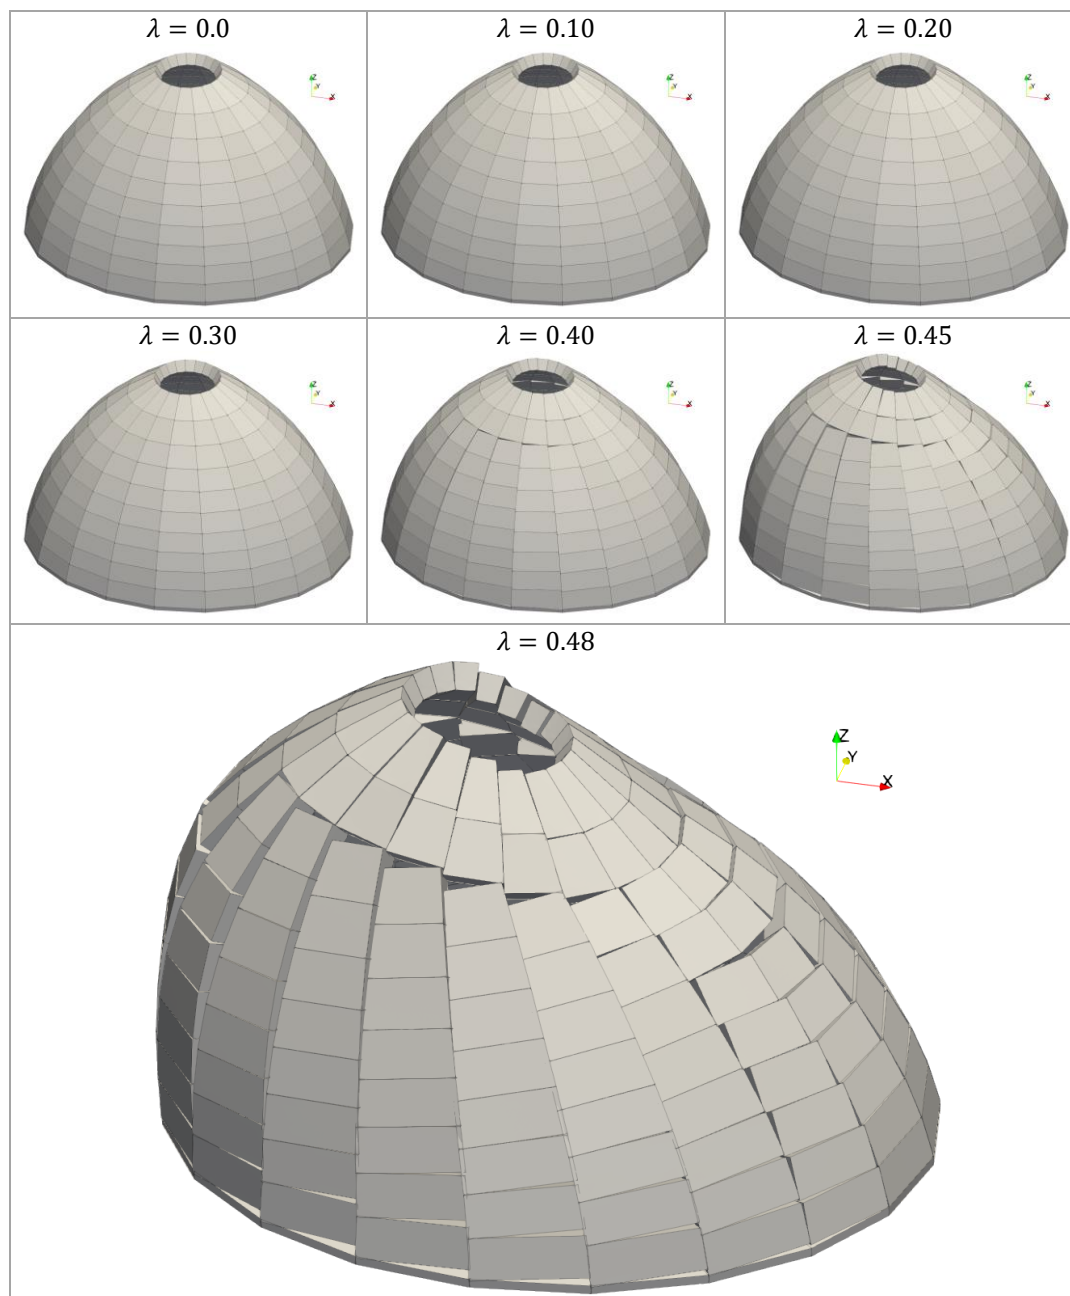 λ = 0.0
λ = 0.10
λ = 0.20
Z
Y
X
Z
Y
X
Z
Y
X
λ = 0.30
λ = 0.40
λ = 0.45
Z
Y
X
Z
Y
X
Z
Y
X
λ = 0.48
Z
Y
X